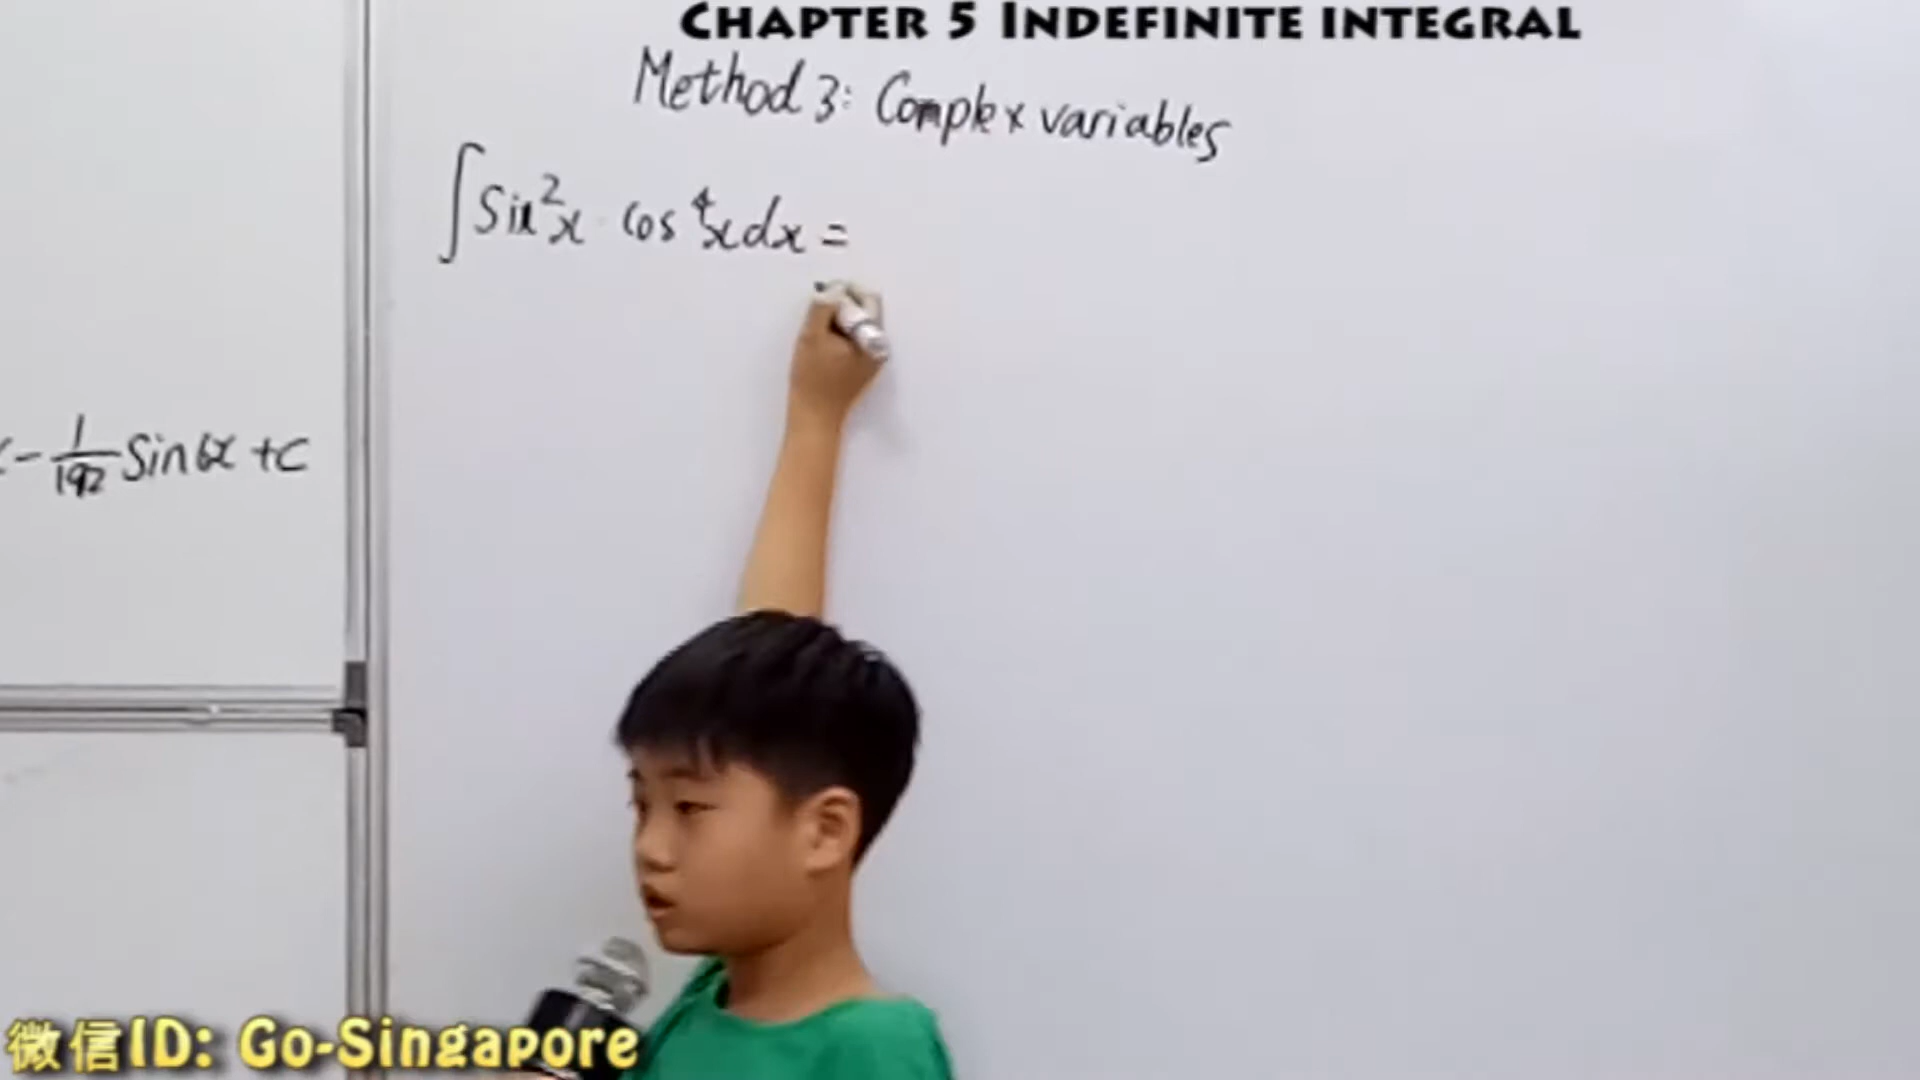 CHAPTER 5 INDEFINITE INTEGRAL
Method 3: Complex variables
∫Sin²x · cos⁴x dx =
- 1/192 Sin6x + C
微信ID: Go-Singapore